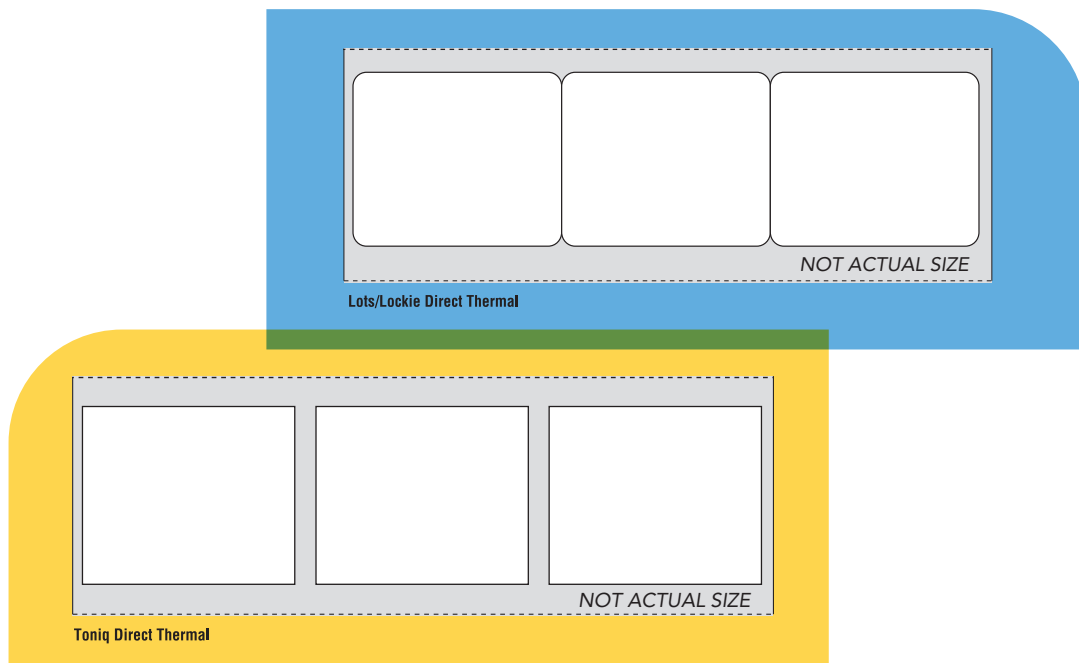 NOT ACTUAL SIZE
Lots/Lockie Direct Thermal
NOT ACTUAL SIZE
Toniq Direct Thermal